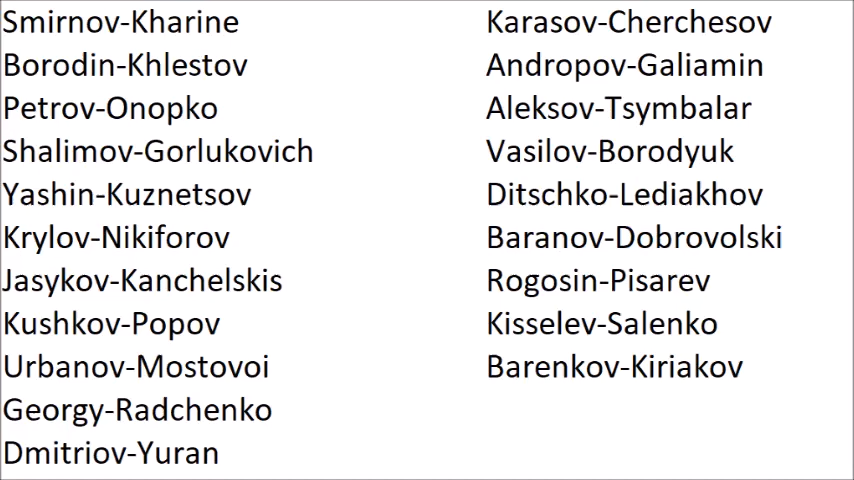 Smirnov-Kharine
Borodin-Khlestov
Petrov-Onopko
Shalimov-Gorlukovich
Yashin-Kuznetsov
Krylov-Nikiforov
Jasykov-Kanchelskis
Kushkov-Popov
Urbanov-Mostovoi
Georgy-Radchenko
Dmitriov-Yuran
Karasov-Cherchesov
Andropov-Galiamin
Aleksov-Tsymbalar
Vasilov-Borodyuk
Ditschko-Lediakhov
Baranov-Dobrovolski
Rogosin-Pisarev
Kisselev-Salenko
Barenkov-Kiriakov